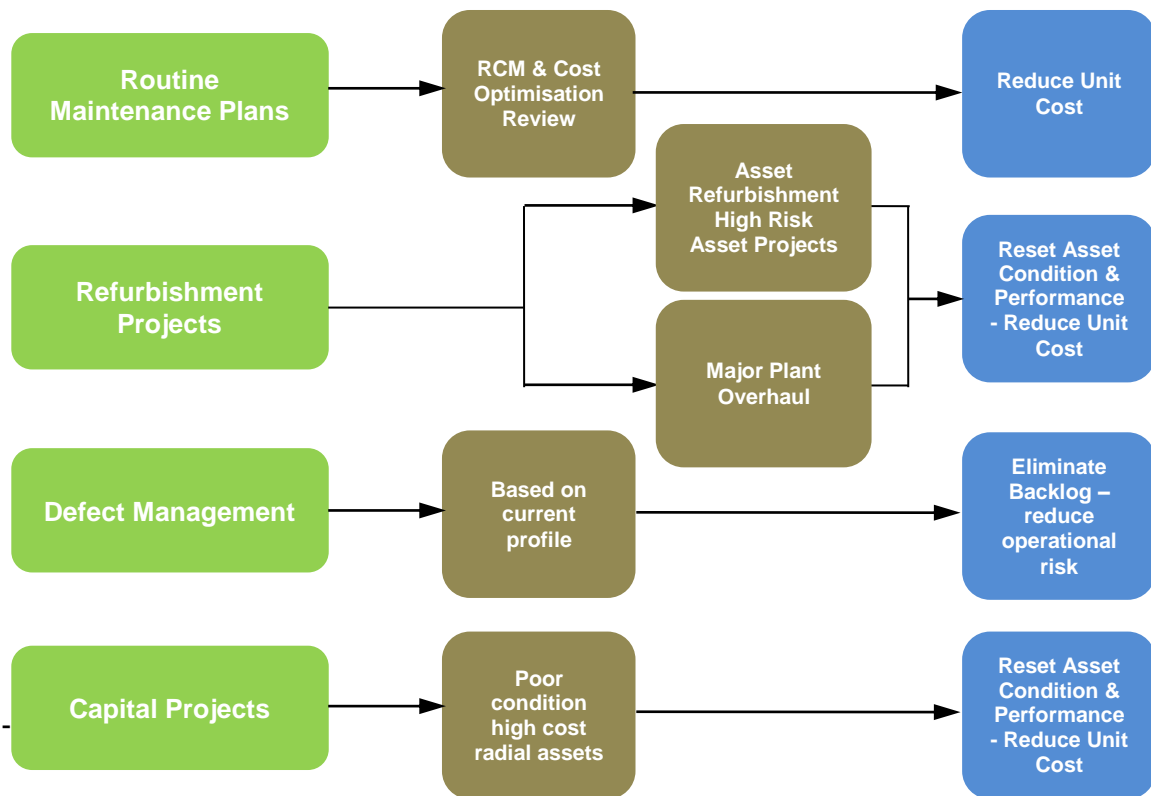 Routine
Maintenance Plans
RCM & Cost
Optimisation
Review
Reduce Unit
Cost
Refurbishment
Projects
Asset
Refurbishment
High Risk
Asset Projects
Major Plant
Overhaul
Reset Asset
Condition &
Performance
- Reduce Unit
Cost
Defect Management
Based on
current
profile
Eliminate
Backlog –
reduce
operational
risk
Capital Projects
Poor
condition
high cost
radial assets
Reset Asset
Condition &
Performance
- Reduce Unit
Cost
-